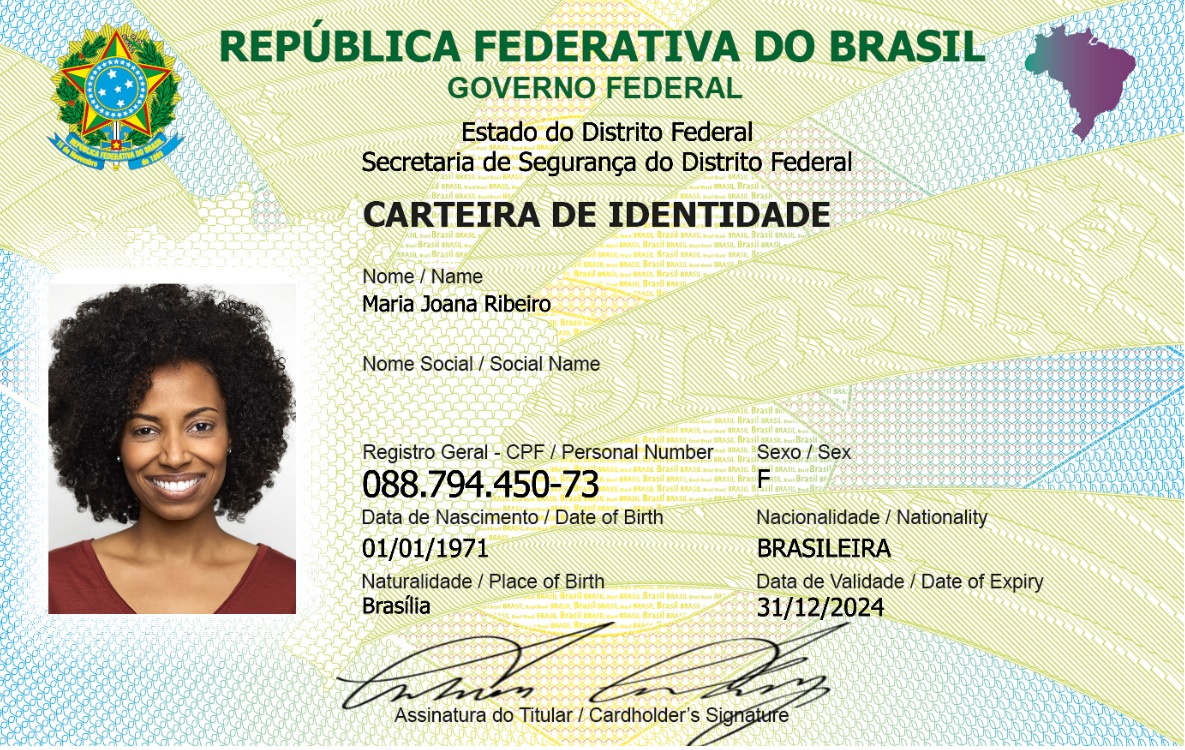 REPÚBLICA FEDERATIVA DO BRASIL
GOVERNO FEDERAL
Estado do Distrito Federal
Secretaria de Segurança do Distrito Federal
REPÚBLICA FEDERATIVA DO BRASIL
15 de Novembro de 1889
CARTEIRA DE IDENTIDADE
Nome / Name
Maria Joana Ribeiro
Nome Social / Social Name
Registro Geral - CPF / Personal Number
088.794.450-73
Sexo / Sex
F
Data de Nascimento / Date of Birth
01/01/1971
Nacionalidade / Nationality
BRASILEIRA
Naturalidade / Place of Birth
Brasília
Data de Validade / Date of Expiry
31/12/2024
Assinatura do Titular / Cardholder’s Signature
Brasil